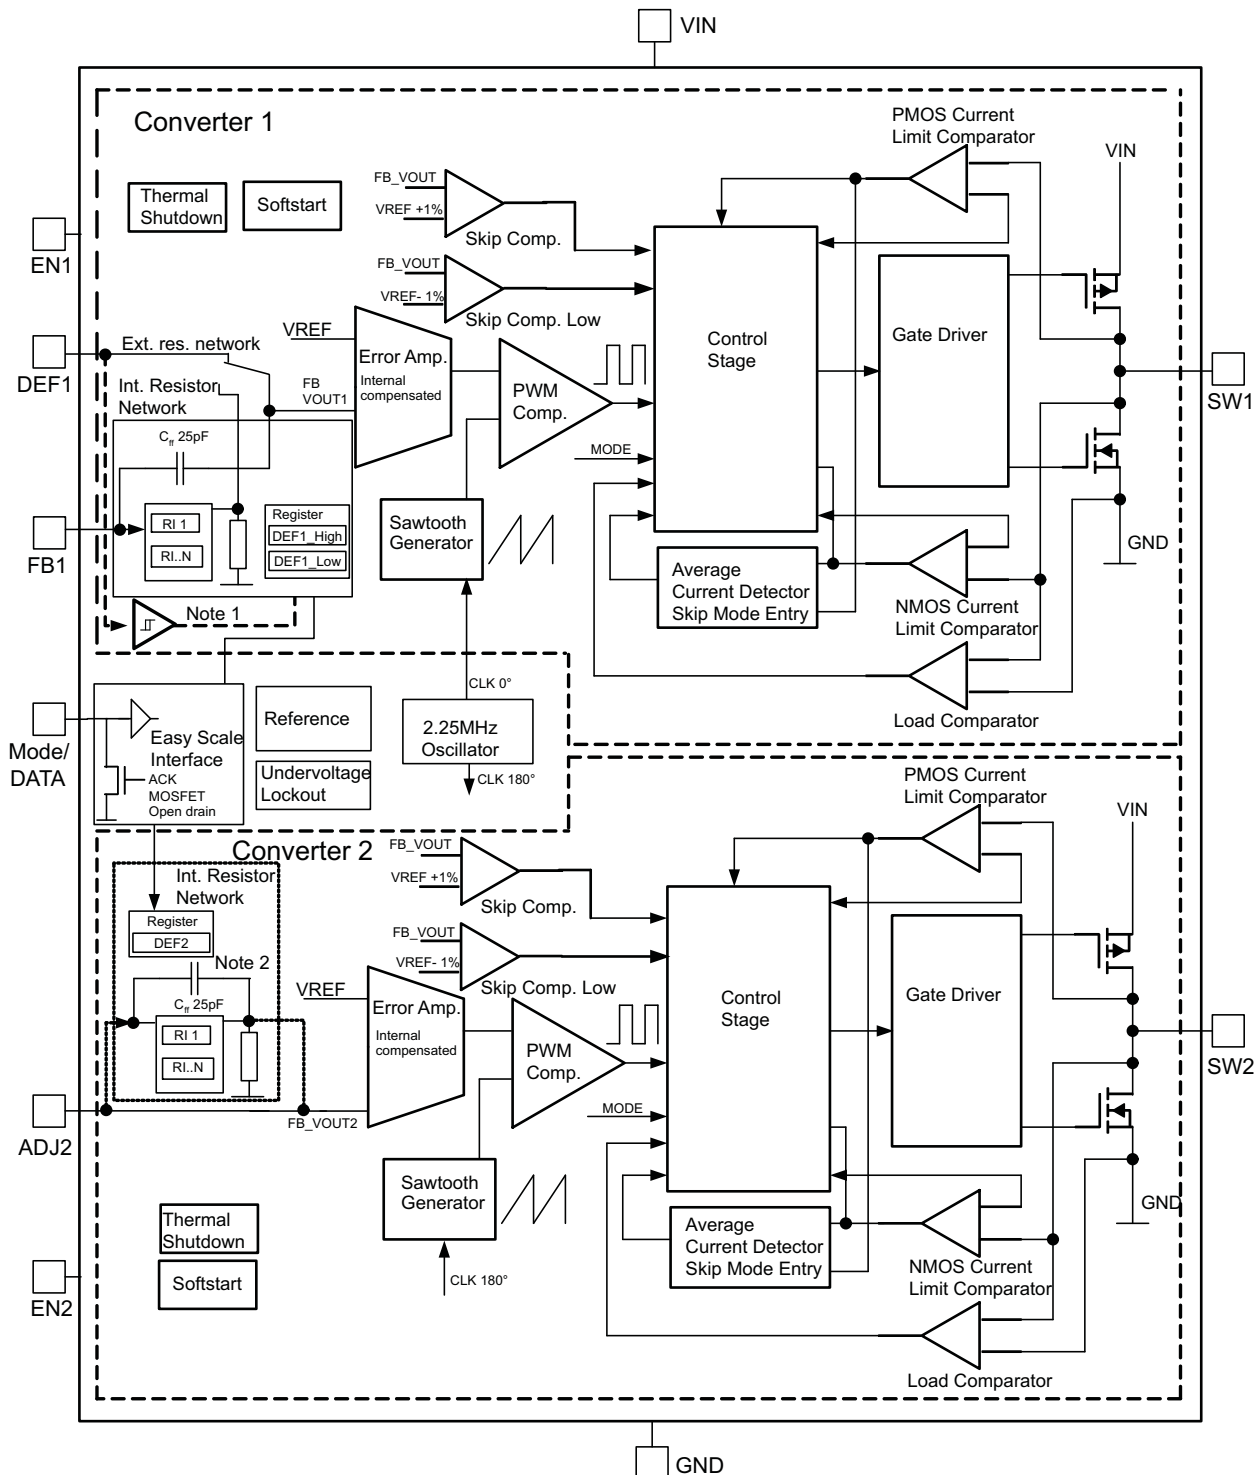 VIN
Converter 1
PMOS Current
Limit Comparator
VIN
Thermal
Shutdown
Softstart
FB_VOUT
VREF +1%
Skip Comp.
EN1
FB_VOUT
VREF- 1%
Skip Comp. Low
VREF
Ext. res. network
DEF1
Int. Resistor
Network
FB
VOUT1
Error Amp.
Internal
compensated
PWM
Comp.
Control
Stage
Gate Driver
SW1
Cff 25pF
MODE
RI 1
RI..N
Register
DEF1_High
DEF1_Low
FB1
Sawtooth
Generator
Average
Current Detector
Skip Mode Entry
GND
NMOS Current
Limit Comparator
Note 1
CLK 0°
Load Comparator
Mode/
DATA
Easy Scale
Interface
ACK
MOSFET
Open drain
Reference
Undervoltage
Lockout
2.25MHz
Oscillator
CLK 180°
PMOS Current
Limit Comparator
VIN
Converter 2
FB_VOUT
VREF +1%
Skip Comp.
Int. Resistor
Network
Register
DEF2
Note 2
Cff 25pF
RI 1
RI..N
FB_VOUT
VREF- 1%
Skip Comp. Low
VREF
Error Amp.
Internal
compensated
PWM
Comp.
Control
Stage
Gate Driver
SW2
MODE
ADJ2
FB_VOUT2
Sawtooth
Generator
Thermal
Shutdown
Softstart
EN2
CLK 180°
Average
Current Detector
Skip Mode Entry
GND
NMOS Current
Limit Comparator
Load Comparator
GND